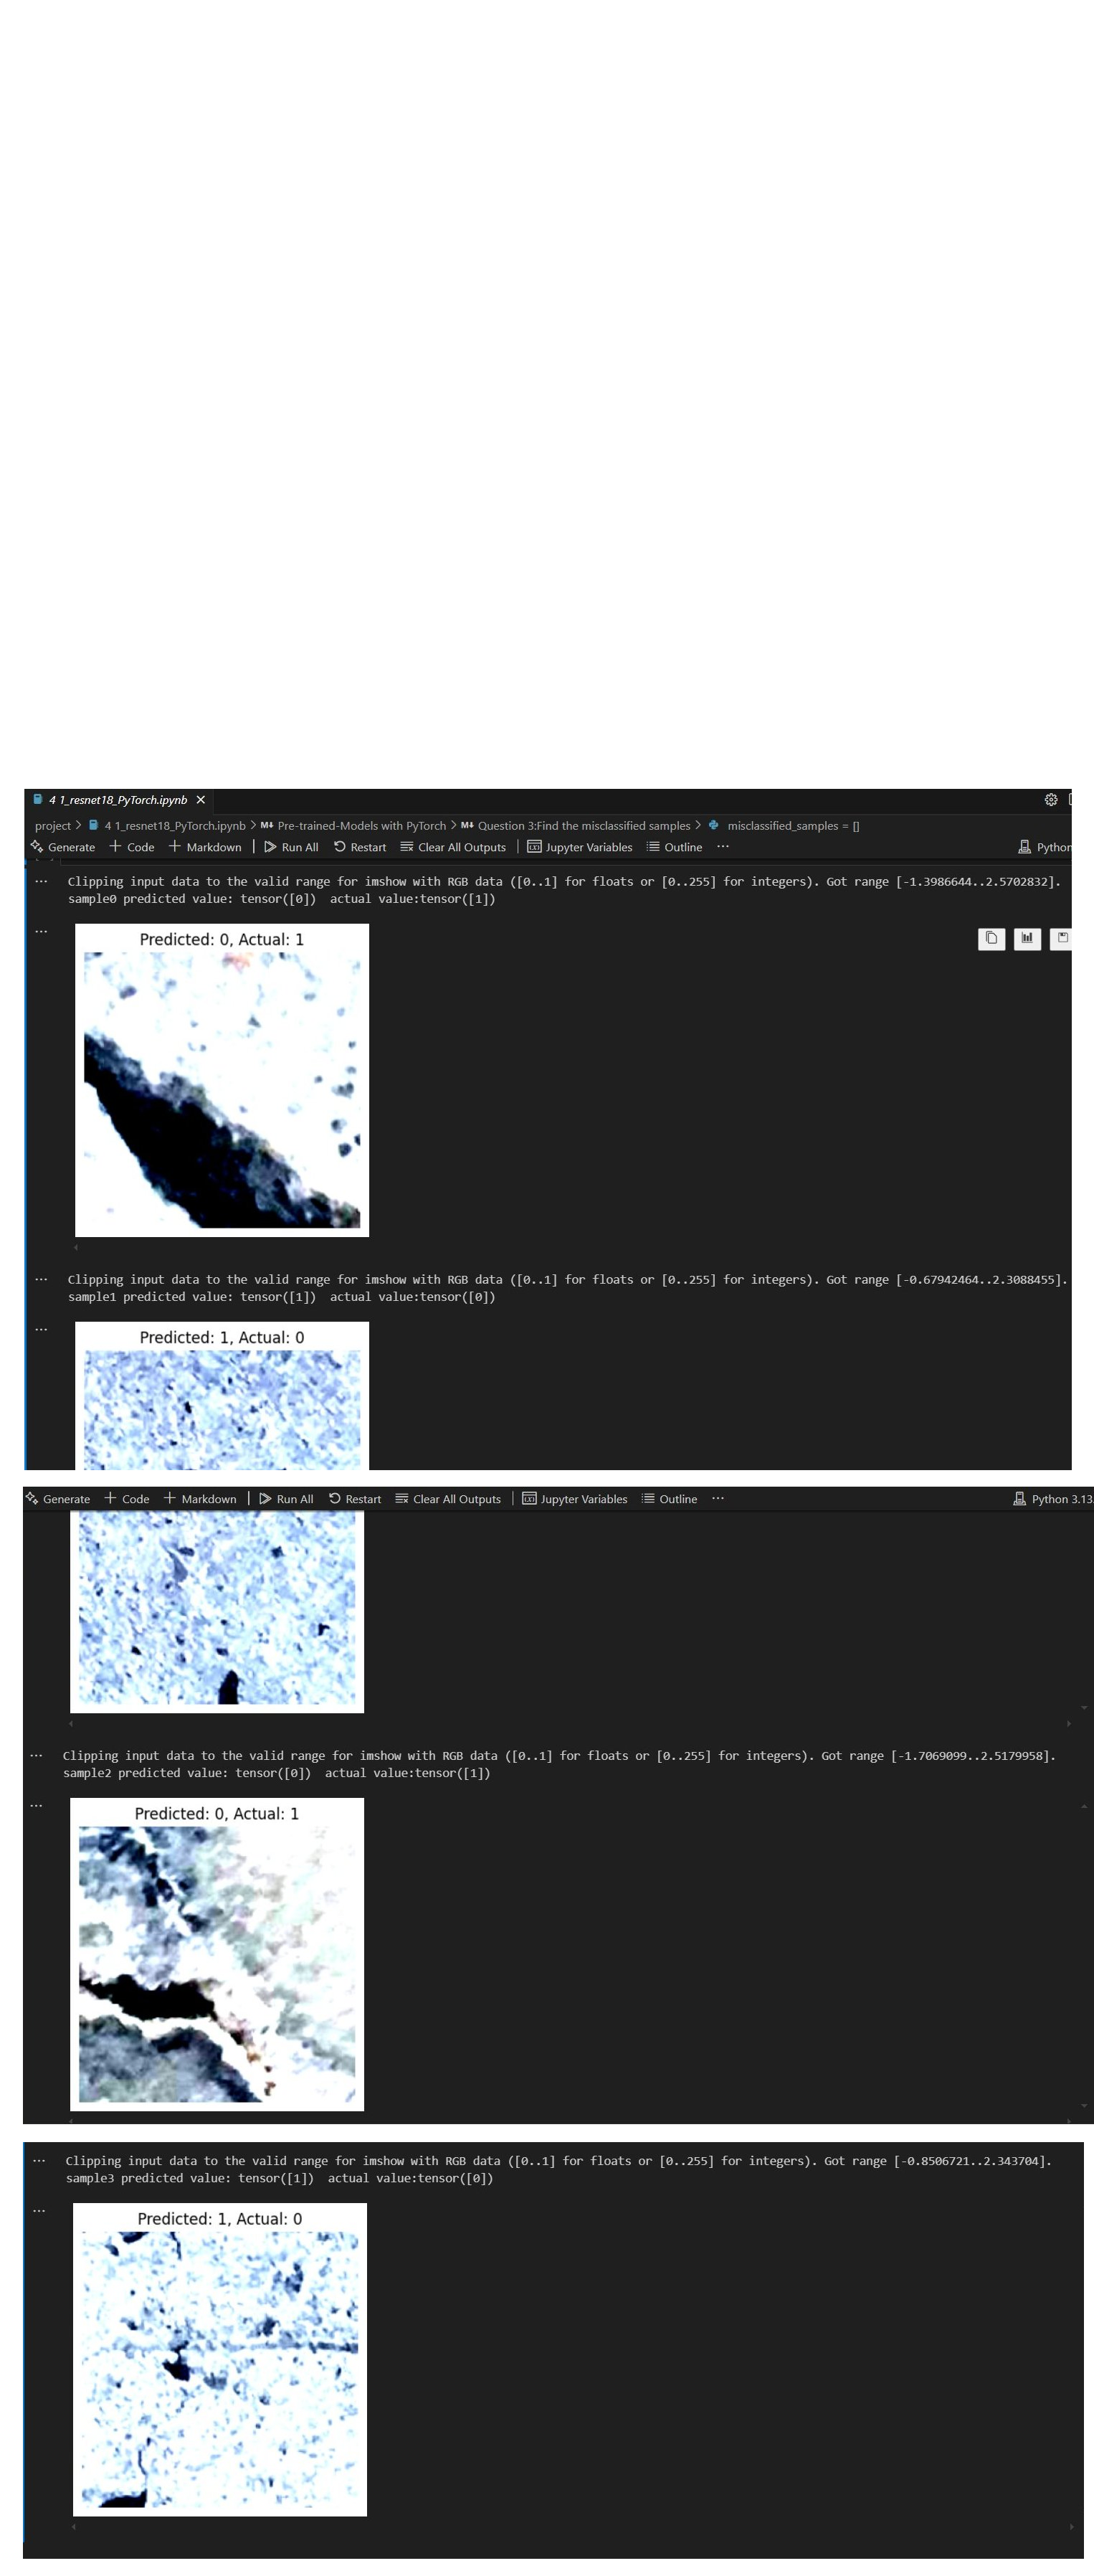 4 1_resnet18_PyTorch.ipynb
project > 4 1_resnet18_PyTorch.ipynb > M↓ Pre-trained-Models with PyTorch > M↓ Question 3:Find the misclassified samples > misclassified_samples = []
Generate + Code + Markdown | Run All Restart Clear All Outputs | Jupyter Variables Outline ... Python
... Clipping input data to the valid range for imshow with RGB data ([0..1] for floats or [0..255] for integers). Got range [-1.3986644..2.5702832].
sample0 predicted value: tensor([0]) actual value:tensor([1])
...
Predicted: 0, Actual: 1
... Clipping input data to the valid range for imshow with RGB data ([0..1] for floats or [0..255] for integers). Got range [-0.67942464..2.3088455].
sample1 predicted value: tensor([1]) actual value:tensor([0])
...
Predicted: 1, Actual: 0
Generate + Code + Markdown | Run All Restart Clear All Outputs | Jupyter Variables Outline ... Python 3.13.
... Clipping input data to the valid range for imshow with RGB data ([0..1] for floats or [0..255] for integers). Got range [-1.7069099..2.5179958].
sample2 predicted value: tensor([0]) actual value:tensor([1])
...
Predicted: 0, Actual: 1
... Clipping input data to the valid range for imshow with RGB data ([0..1] for floats or [0..255] for integers). Got range [-0.8506721..2.343704].
sample3 predicted value: tensor([1]) actual value:tensor([0])
...
Predicted: 1, Actual: 0